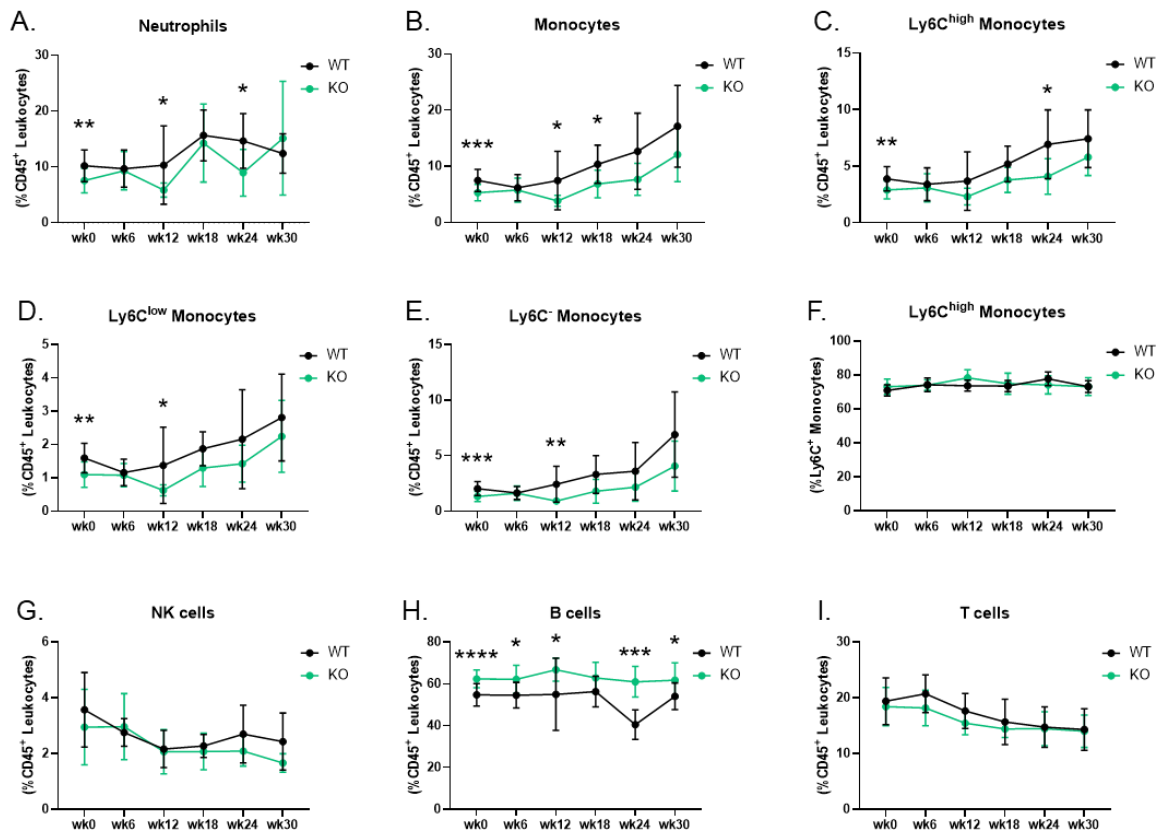 A.
Neutrophils
(%CD45⁺ Leukocytes)
30
20
10
0
** * *
WT
KO
wk0 wk6 wk12 wk18 wk24 wk30
B.
Monocytes
(%CD45⁺ Leukocytes)
30
20
10
0
*** * *
WT
KO
wk0 wk6 wk12 wk18 wk24 wk30
C.
Ly6Cʰⁱᵍʰ Monocytes
(%CD45⁺ Leukocytes)
15
10
5
0
** *
WT
KO
wk0 wk6 wk12 wk18 wk24 wk30
D.
Ly6Cˡᵒʷ Monocytes
(%CD45⁺ Leukocytes)
5
4
3
2
1
0
** *
WT
KO
wk0 wk6 wk12 wk18 wk24 wk30
E.
Ly6C⁻ Monocytes
(%CD45⁺ Leukocytes)
15
10
5
0
*** **
WT
KO
wk0 wk6 wk12 wk18 wk24 wk30
F.
Ly6Cʰⁱᵍʰ Monocytes
(%Ly6C⁺ Monocytes)
100
80
60
40
20
0
WT
KO
wk0 wk6 wk12 wk18 wk24 wk30
G.
NK cells
(%CD45⁺ Leukocytes)
6
4
2
0
WT
KO
wk0 wk6 wk12 wk18 wk24 wk30
H.
B cells
(%CD45⁺ Leukocytes)
80
60
40
20
0
**** * * *** *
WT
KO
wk0 wk6 wk12 wk18 wk24 wk30
I.
T cells
(%CD45⁺ Leukocytes)
30
20
10
0
WT
KO
wk0 wk6 wk12 wk18 wk24 wk30